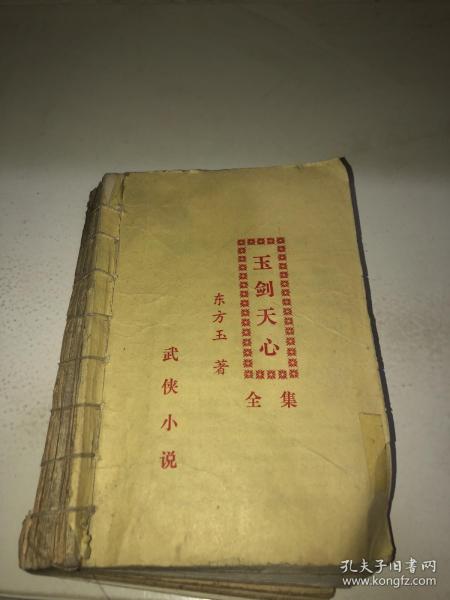 玉剑天心
全集
东方玉 著
武侠小说
孔夫子旧书网
www.kongfz.com